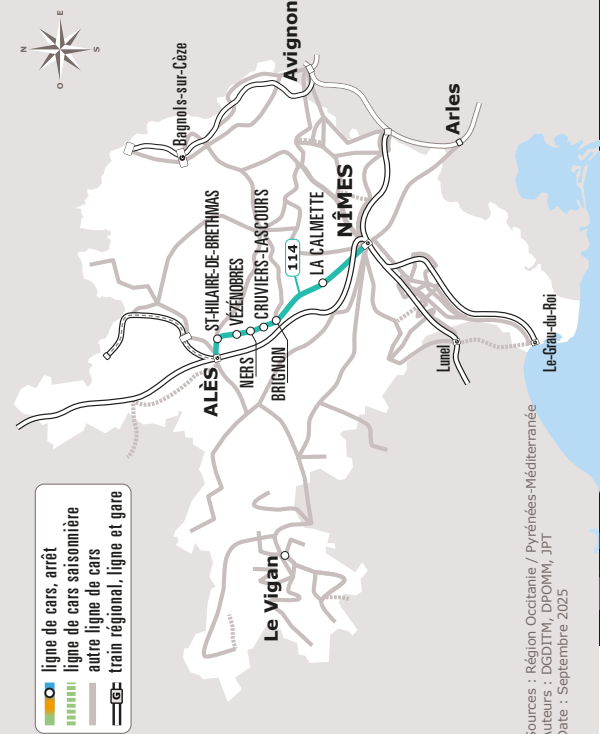 N
E
S
O
Avignon
Bagnols-sur-Cèze
Arles
ST-HILAIRE-DE-BRETHMAS
VÉZÉNOBRES
CRUVIERS-LASCOURS
114
LA CALMETTE
NÎMES
ALÈS
NERS
BRIGNON
Lunel
Le-Grau-du-Roi
Le Vigan
ligne de cars, arrêt
ligne de cars saisonnière
autre ligne de cars
G
train régional, ligne et gare
Sources : Région Occitanie / Pyrénées-Méditerranée
Auteurs : DGDITM, DPOMM, JPT
Date : Septembre 2025